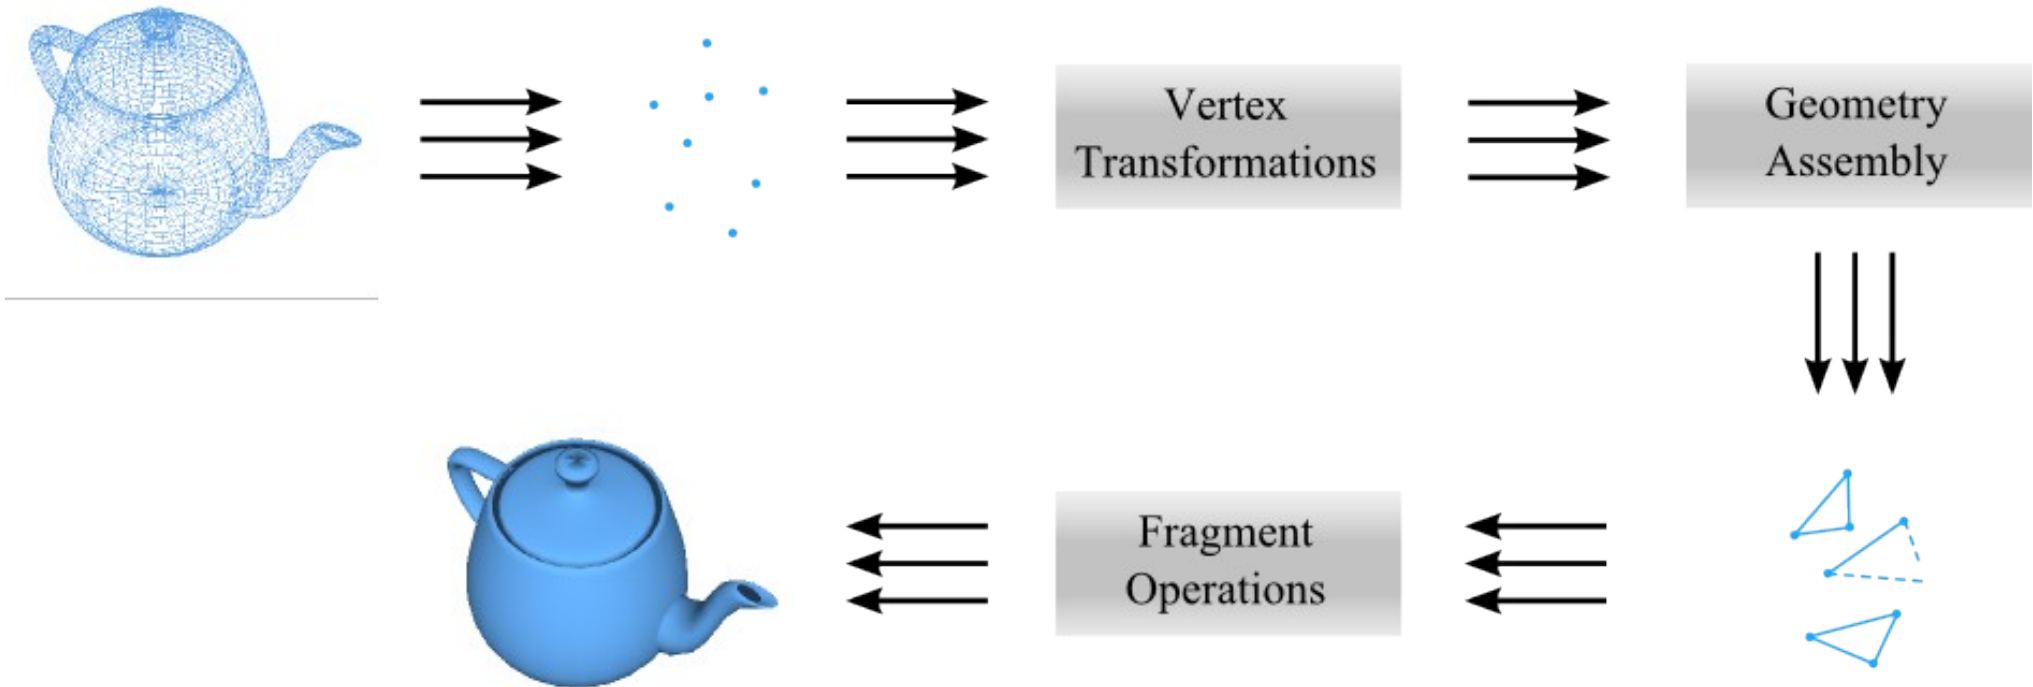 Vertex
Transformations
Geometry
Assembly
Fragment
Operations